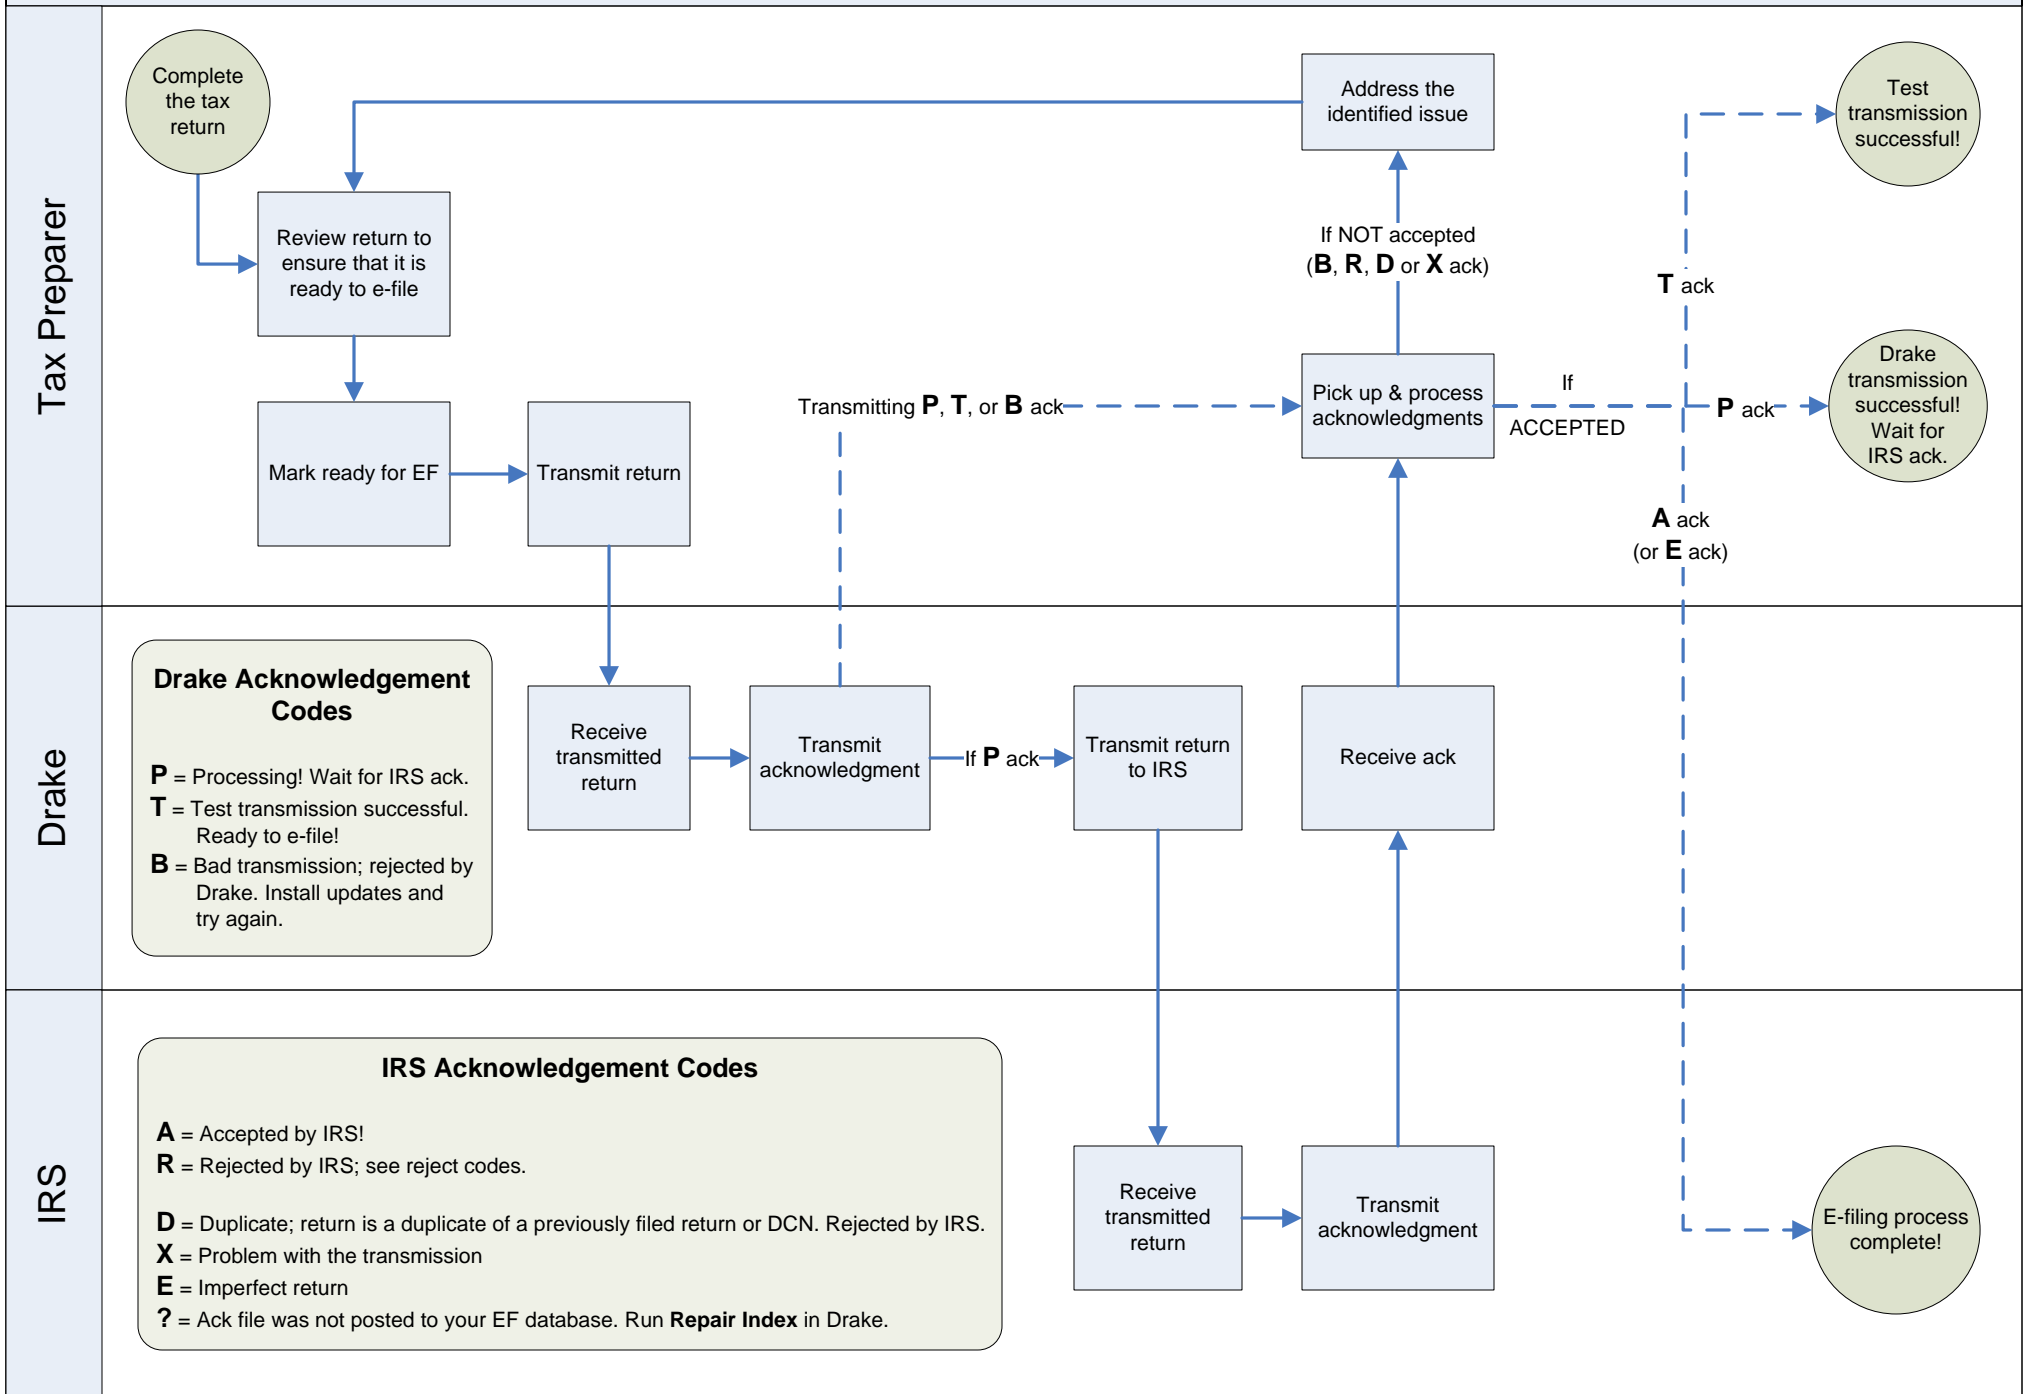 Tax Preparer
Complete
the tax
return
Review return to
ensure that it is
ready to e-file
Mark ready for EF
Transmit return
Transmitting P, T, or B ack
Address the
identified issue
If NOT accepted
(B, R, D or X ack)
Pick up & process
acknowledgments
If
ACCEPTED
T ack
P ack
A ack
(or E ack)
Test
transmission
successful!
Drake
transmission
successful!
Wait for
IRS ack.
Drake
Drake Acknowledgement
Codes
P = Processing! Wait for IRS ack.
T = Test transmission successful.
Ready to e-file!
B = Bad transmission; rejected by
Drake. Install updates and
try again.
Receive
transmitted
return
Transmit
acknowledgment
If P ack
Transmit return
to IRS
Receive ack
IRS
IRS Acknowledgement Codes
A = Accepted by IRS!
R = Rejected by IRS; see reject codes.
D = Duplicate; return is a duplicate of a previously filed return or DCN. Rejected by IRS.
X = Problem with the transmission
E = Imperfect return
? = Ack file was not posted to your EF database. Run Repair Index in Drake.
Receive
transmitted
return
Transmit
acknowledgment
E-filing process
complete!